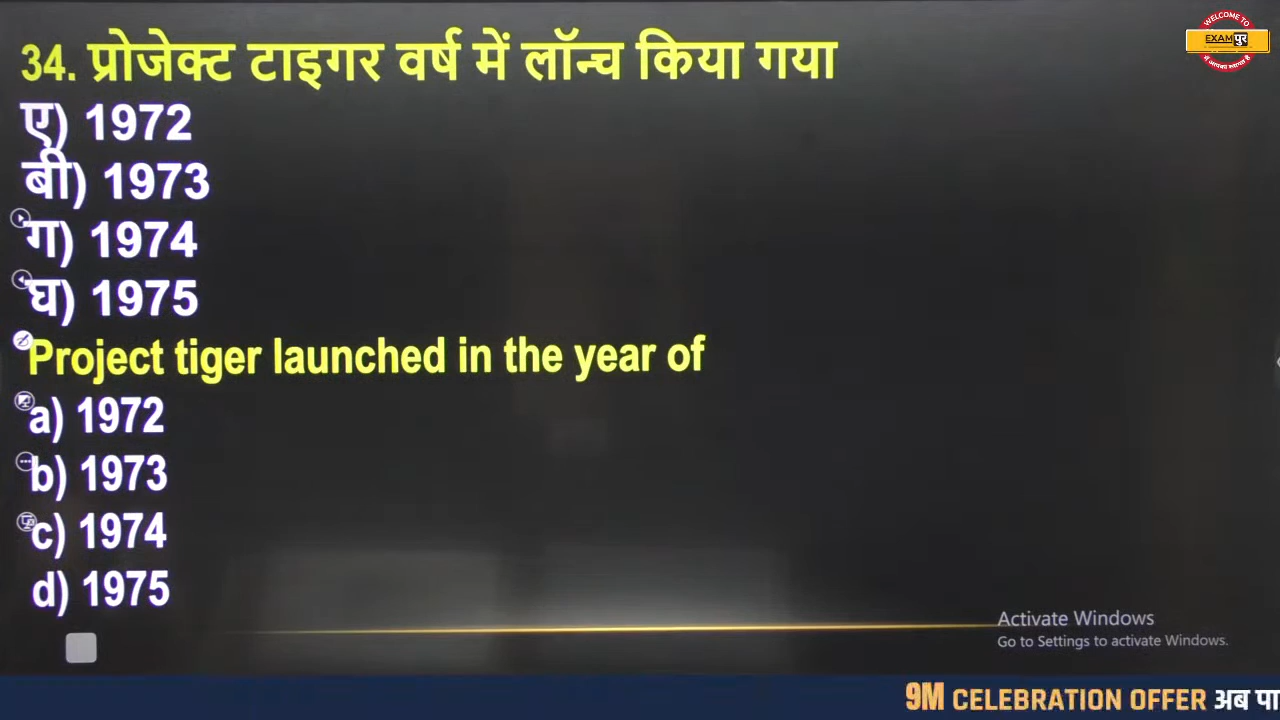 WELCOME TO
EXAM पुर
34. प्रोजेक्ट टाइगर वर्ष में लॉन्च किया गया
ए) 1972
बी) 1973
ग) 1974
घ) 1975
Project tiger launched in the year of
a) 1972
b) 1973
c) 1974
d) 1975
Activate Windows
Go to Settings to activate Windows.
9M CELEBRATION OFFER अब पा